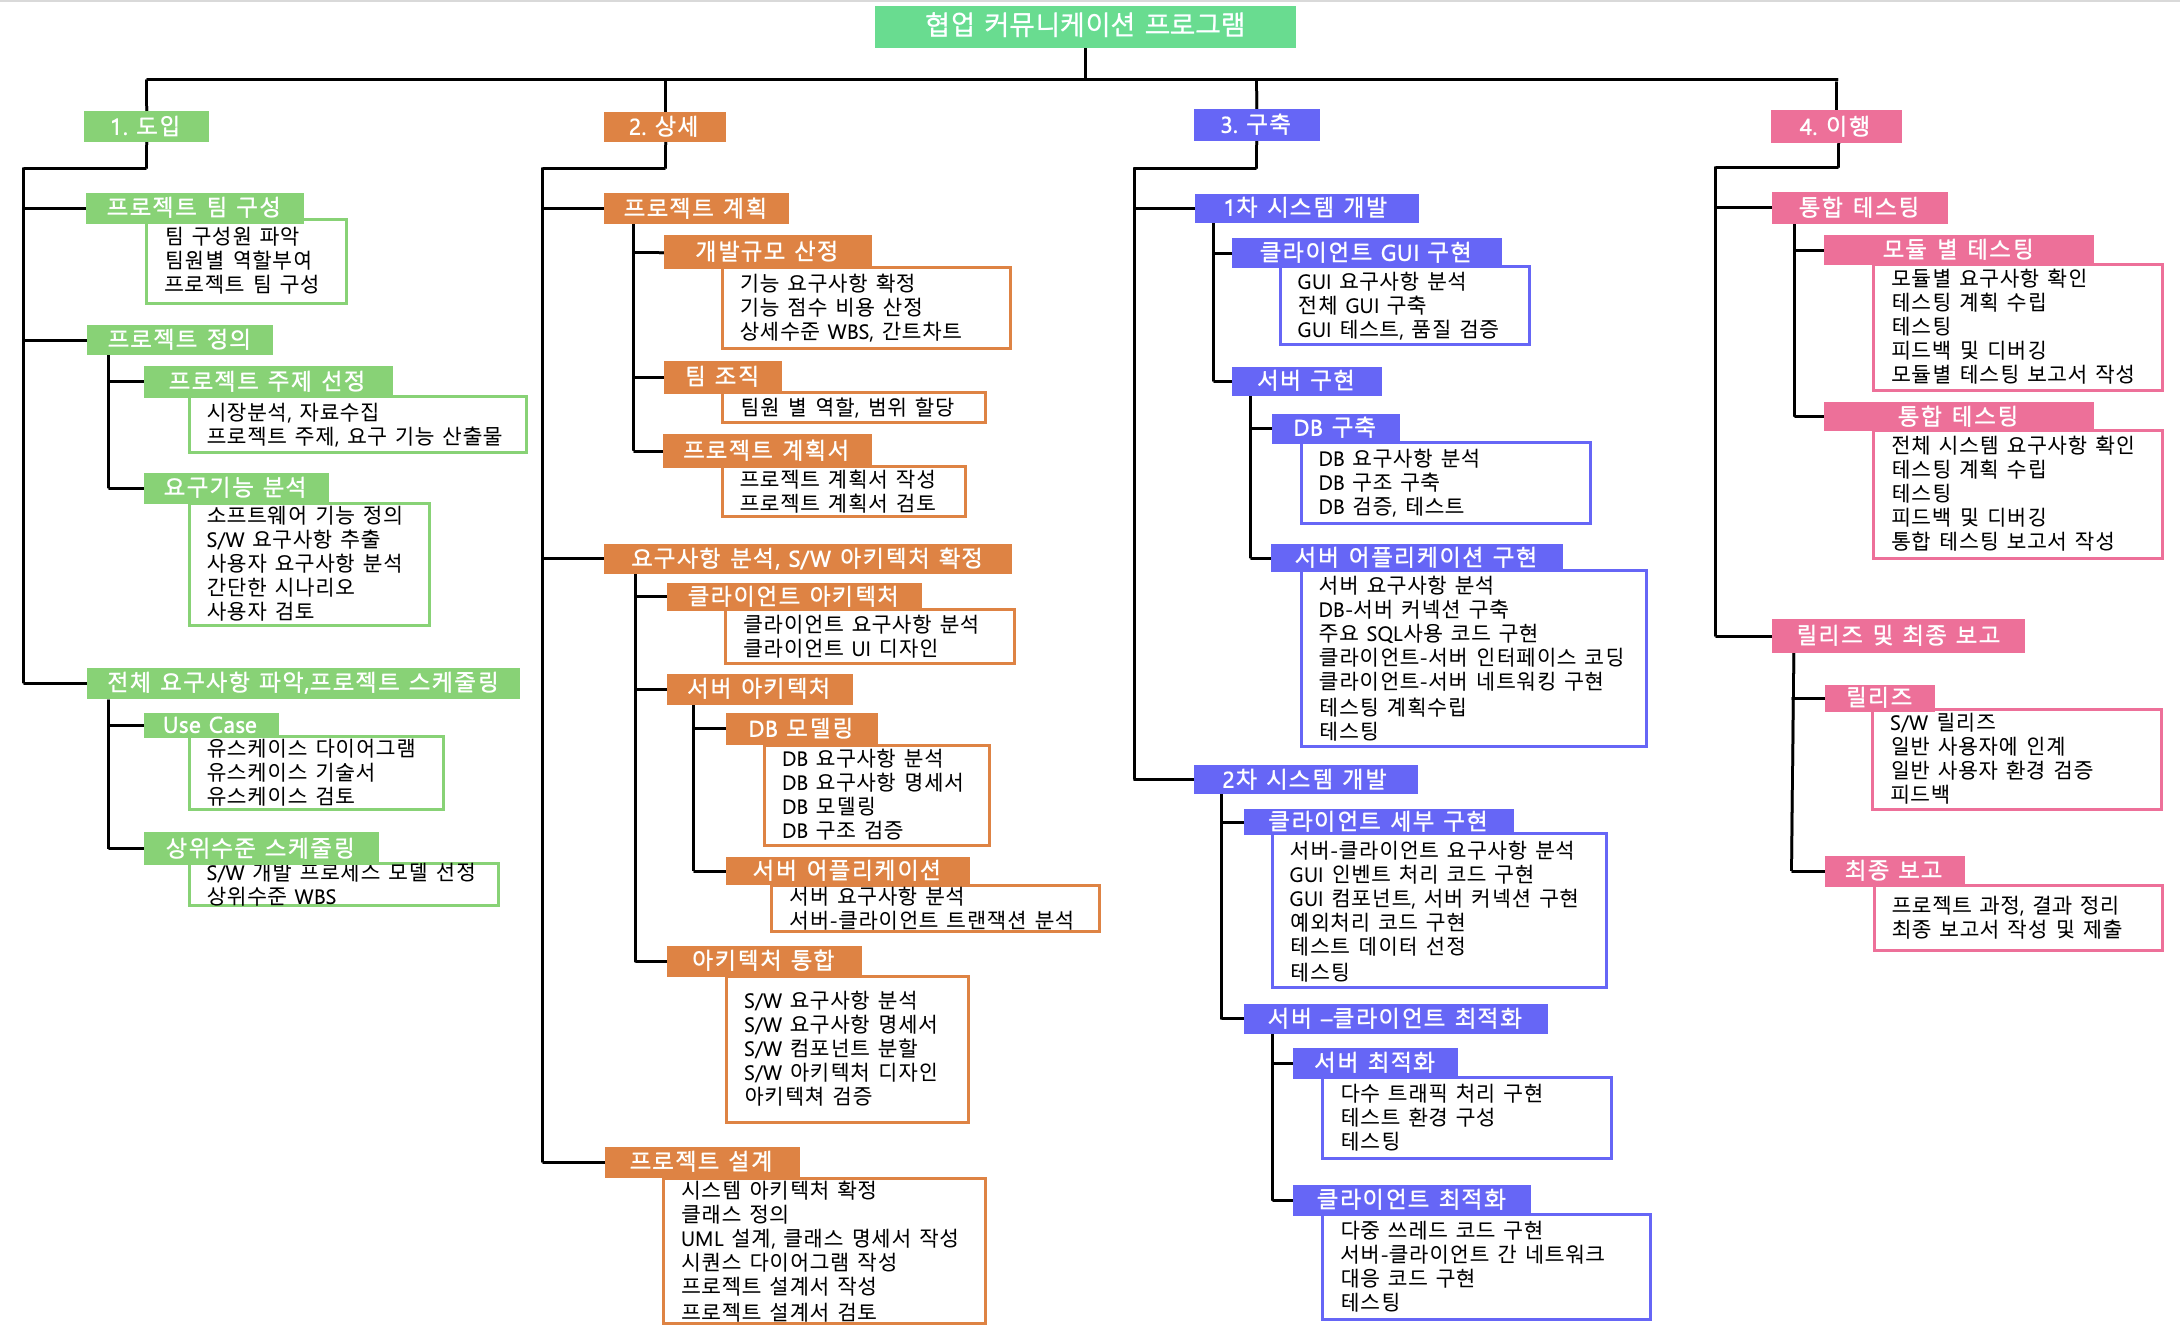 협업 커뮤니케이션 프로그램
1. 도입
프로젝트 팀 구성
팀 구성원 파악
팀원별 역할부여
프로젝트 팀 구성
프로젝트 정의
프로젝트 주제 선정
시장분석, 자료수집
프로젝트 주제, 요구 기능 산출물
요구기능 분석
소프트웨어 기능 정의
S/W 요구사항 추출
사용자 요구사항 분석
간단한 시나리오
사용자 검토
전체 요구사항 파악,프로젝트 스케줄링
Use Case
유스케이스 다이어그램
유스케이스 기술서
유스케이스 검토
상위수준 스케줄링
S/W 개발 프로세스 모델 선정
상위수준 WBS
2. 상세
프로젝트 계획
개발규모 산정
기능 요구사항 확정
기능 점수 비용 산정
상세수준 WBS, 간트차트
팀 조직
팀원 별 역할, 범위 할당
프로젝트 계획서
프로젝트 계획서 작성
프로젝트 계획서 검토
요구사항 분석, S/W 아키텍처 확정
클라이언트 아키텍처
클라이언트 요구사항 분석
클라이언트 UI 디자인
서버 아키텍처
DB 모델링
DB 요구사항 분석
DB 요구사항 명세서
DB 모델링
DB 구조 검증
서버 어플리케이션
서버 요구사항 분석
서버-클라이언트 트랜잭션 분석
아키텍처 통합
S/W 요구사항 분석
S/W 요구사항 명세서
S/W 컴포넌트 분할
S/W 아키텍처 디자인
아키텍쳐 검증
프로젝트 설계
시스템 아키텍처 확정
클래스 정의
UML 설계, 클래스 명세서 작성
시퀀스 다이어그램 작성
프로젝트 설계서 작성
프로젝트 설계서 검토
3. 구축
1차 시스템 개발
클라이언트 GUI 구현
GUI 요구사항 분석
전체 GUI 구축
GUI 테스트, 품질 검증
서버 구현
DB 구축
DB 요구사항 분석
DB 구조 구축
DB 검증, 테스트
서버 어플리케이션 구현
서버 요구사항 분석
DB-서버 커넥션 구축
주요 SQL사용 코드 구현
클라이언트-서버 인터페이스 코딩
클라이언트-서버 네트워킹 구현
테스팅 계획수립
테스팅
2차 시스템 개발
클라이언트 세부 구현
서버-클라이언트 요구사항 분석
GUI 인벤트 처리 코드 구현
GUI 컴포넌트, 서버 커넥션 구현
예외처리 코드 구현
테스트 데이터 선정
테스팅
서버 –클라이언트 최적화
서버 최적화
다수 트래픽 처리 구현
테스트 환경 구성
테스팅
클라이언트 최적화
다중 쓰레드 코드 구현
서버-클라이언트 간 네트워크
대응 코드 구현
테스팅
4. 이행
통합 테스팅
모듈 별 테스팅
모듈별 요구사항 확인
테스팅 계획 수립
테스팅
피드백 및 디버깅
모듈별 테스팅 보고서 작성
통합 테스팅
전체 시스템 요구사항 확인
테스팅 계획 수립
테스팅
피드백 및 디버깅
통합 테스팅 보고서 작성
릴리즈 및 최종 보고
릴리즈
S/W 릴리즈
일반 사용자에 인계
일반 사용자 환경 검증
피드백
최종 보고
프로젝트 과정, 결과 정리
최종 보고서 작성 및 제출